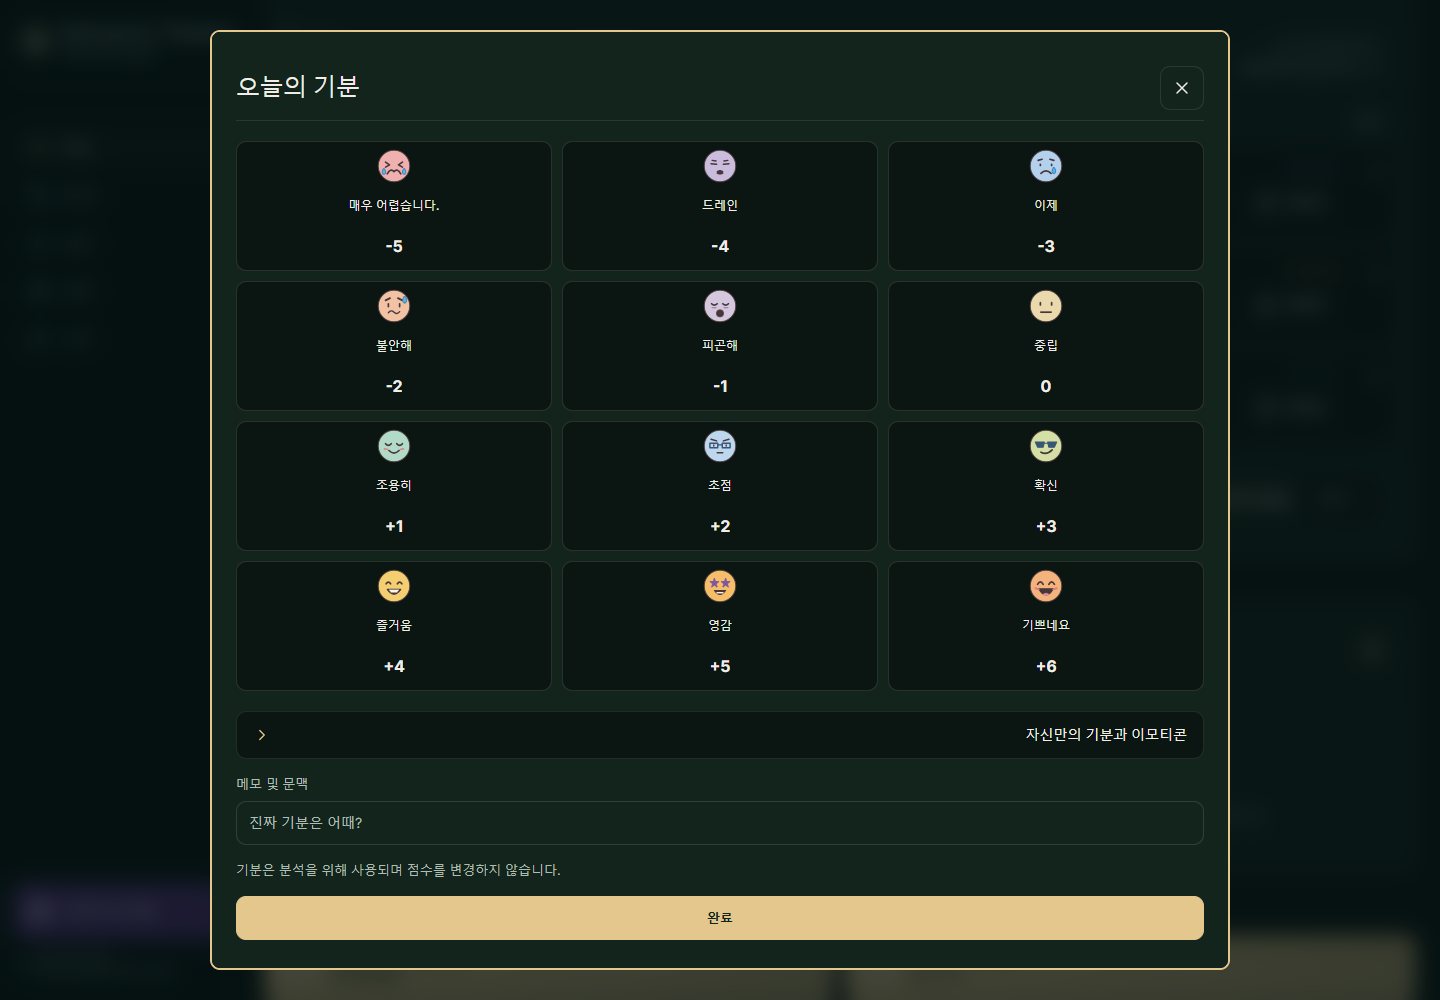 오늘의 기분
매우 어렵습니다.
-5
드레인
-4
이제
-3
불안해
-2
피곤해
-1
중립
0
조용히
+1
초점
+2
확신
+3
즐거움
+4
영감
+5
기쁘네요
+6
자신만의 기분과 이모티콘
메모 및 문맥
진짜 기분은 어때?
기분은 분석을 위해 사용되며 점수를 변경하지 않습니다.
완료